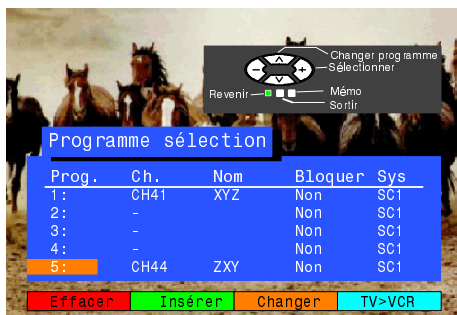 Changer programme
Sélectionner
Revenir
Mémo
Sortir
Programme sélection
Prog. Ch. Nom Bloquer Sys
1: CH41 XYZ Non SC1
2: - Non SC1
3: - Non SC1
4: - Non SC1
5: CH44 ZXY Non SC1
Effacer Insérer Changer TV>VCR